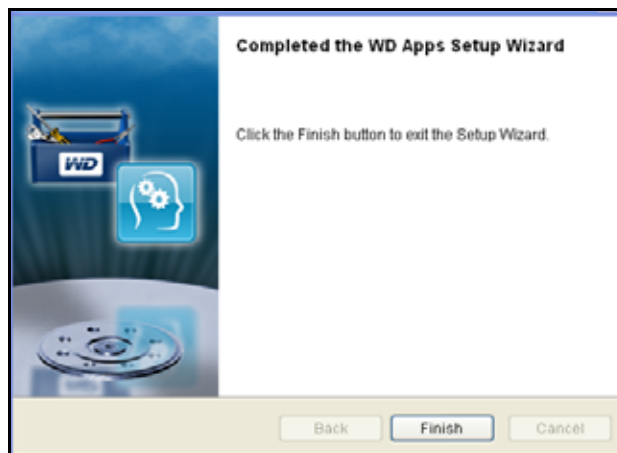 Completed the WD Apps Setup Wizard
Click the Finish button to exit the Setup Wizard.
WD
Back Finish Cancel